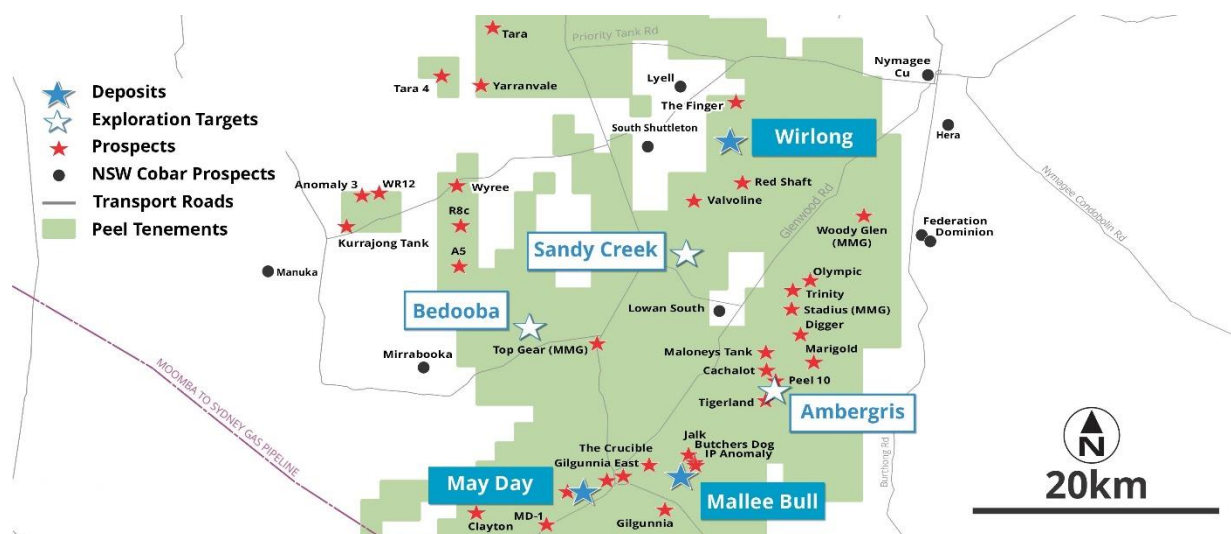 Tara
Priority Tank Rd
Nymagee
Cu
Tara 4
Yarranvale
Lyell
The Finger
Deposits
Exploration Targets
Prospects
NSW Cobar Prospects
Transport Roads
Peel Tenements
South Shuttleton
Wirlong
Hera
Anomaly 3
WR12
Wyree
Red Shaft
Valvoline
Glenwood Rd
Nymagee Condobolin Rd
R8c
Kurrajong Tank
Woody Glen
(MMG)
Federation
Dominion
A5
Sandy Creek
Manuka
Olympic
Trinity
Bedooba
Lowan South
Stadius (MMG)
Digger
Top Gear (MMG)
Mirrabooka
Maloneys Tank
Marigold
Cachalot
Peel 10
MOOMBA TO SYDNEY GAS PIPELINE
Tigerland
Ambergris
Jalk
Butchers Dog
IP Anomaly
The Crucible
Gilgunnia East
Burthong Rd
N
May Day
Mallee Bull
20km
Clayton
MD-1
Gilgunnia